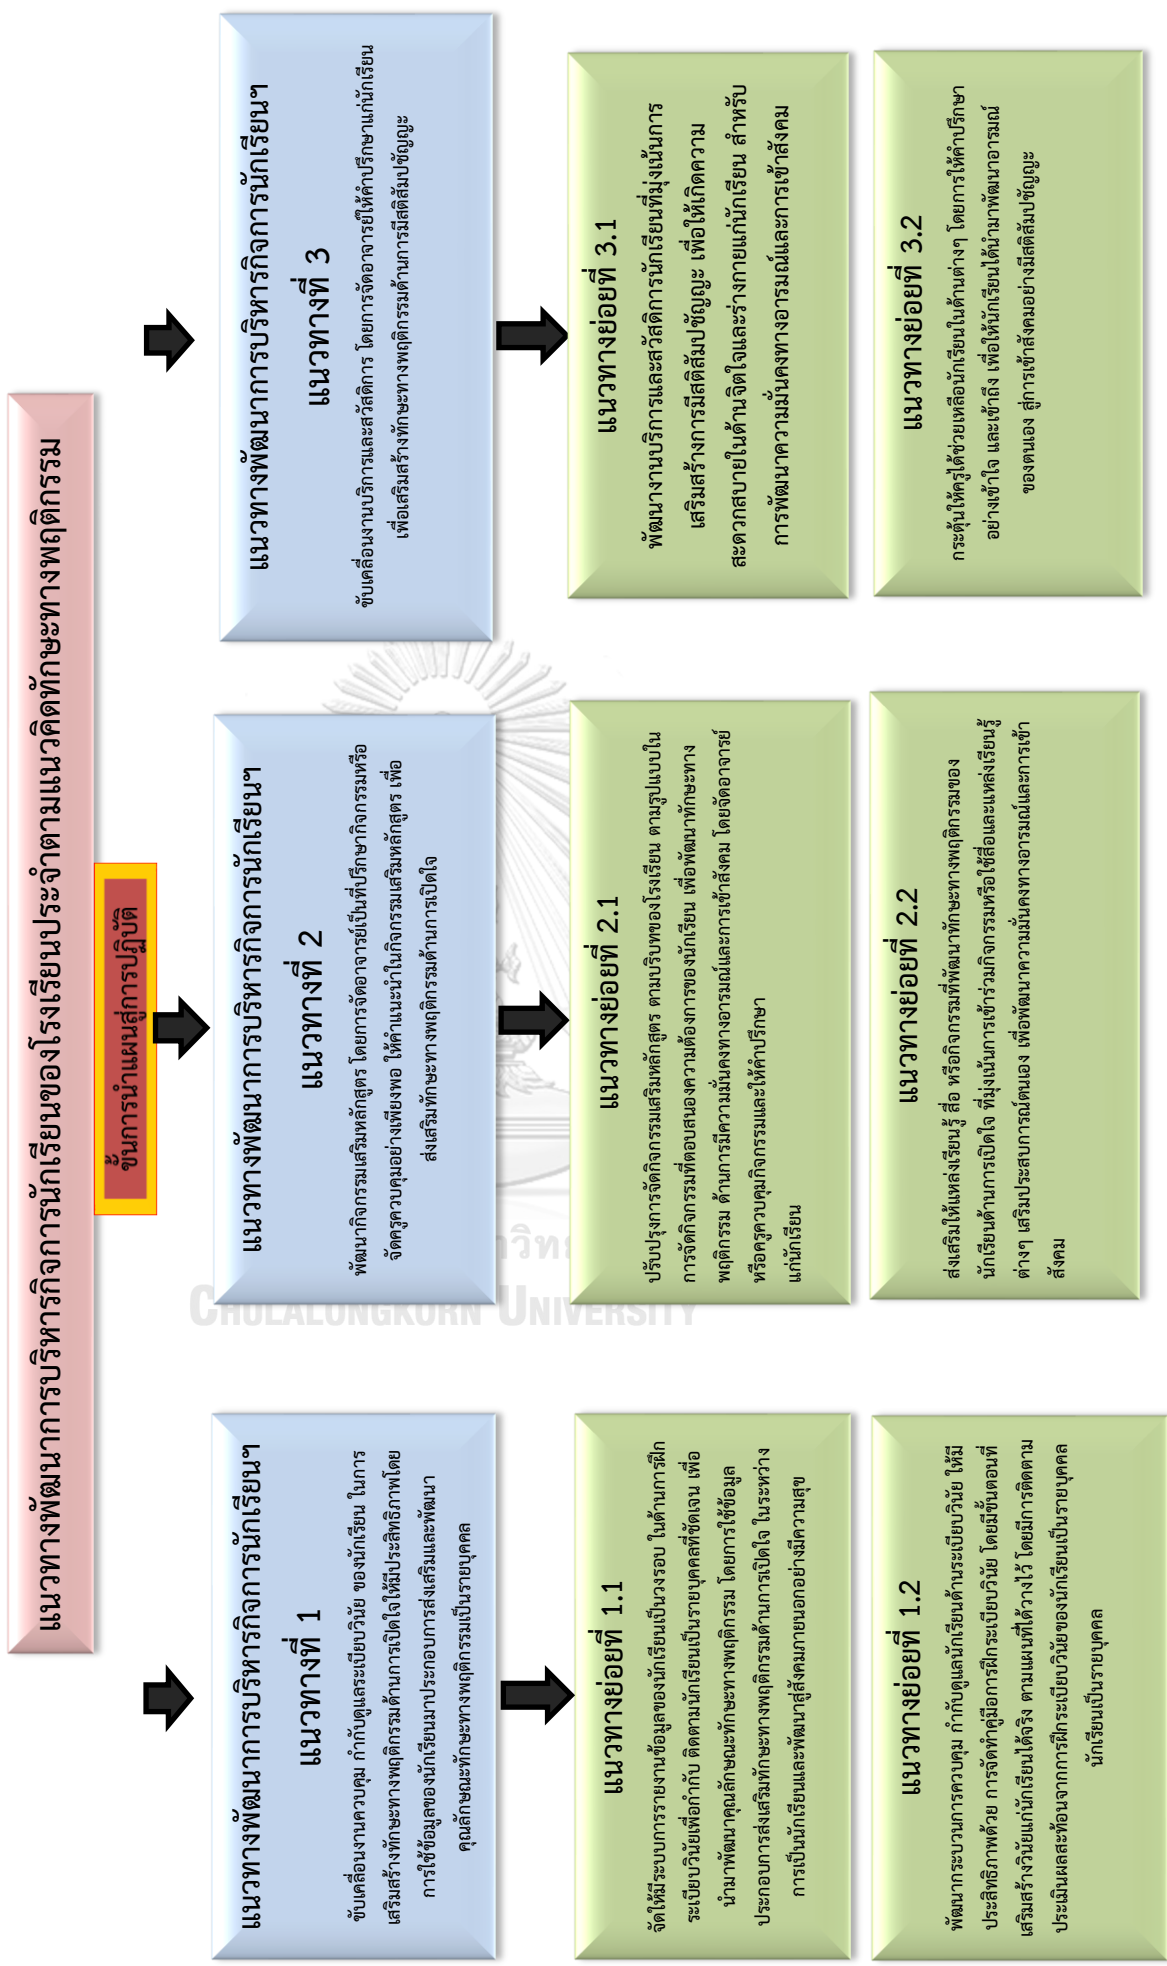 แนวทางพัฒนาการบริหารกิจการนักเรียนของโรงเรียนประจำตามแนวคิดทักษะทางพฤติกรรม
ขั้นการนำแผนสู่การปฏิบัติ
แนวทางพัฒนาการบริหารกิจการนักเรียนฯ
แนวทางที่ 1
ขับเคลื่อนงานควบคุม กำกับดูแลระเบียบวินัย ของนักเรียน ในการ
เสริมสร้างทักษะทางพฤติกรรมด้านการเปิดใจให้มีประสิทธิภาพโดย
การใช้ข้อมูลของนักเรียนมาประกอบการส่งเสริมและพัฒนา
คุณลักษณะทักษะทางพฤติกรรมเป็นรายบุคคล
แนวทางย่อยที่ 1.1
จัดให้มีระบบการรายงานข้อมูลของนักเรียนเป็นวงรอบ ในด้านการฝึก
ระเบียบวินัยเพื่อกำกับ ติดตามนักเรียนเป็นรายบุคคลที่ชัดเจน เพื่อ
นำมาพัฒนาคุณลักษณะทักษะทางพฤติกรรม โดยการใช้ข้อมูล
ประกอบการส่งเสริมทักษะทางพฤติกรรมด้านการเปิดใจ ในระหว่าง
การเป็นนักเรียนและพัฒนาสู่สังคมภายนอกอย่างมีความสุข
แนวทางย่อยที่ 1.2
พัฒนากระบวนการควบคุม กำกับดูแลนักเรียนด้านระเบียบวินัย ให้มี
ประสิทธิภาพด้วย การจัดทำคู่มือการฝึกระเบียบวินัย โดยมีขั้นตอนที่
เสริมสร้างวินัยแก่นักเรียนได้จริง ตามแผนที่ได้วางไว้ โดยมีการติดตาม
ประเมินผลสะท้อนจากการฝึกระเบียบวินัยของนักเรียนเป็นรายบุคคล
นักเรียนเป็นรายบุคคล
แนวทางพัฒนาการบริหารกิจการนักเรียนฯ
แนวทางที่ 2
พัฒนากิจกรรมเสริมหลักสูตร โดยการจัดอาจารย์เป็นที่ปรึกษากิจกรรมหรือ
จัดครูควบคุมอย่างเพียงพอ ให้คำแนะนำในกิจกรรมเสริมหลักสูตร เพื่อ
ส่งเสริมทักษะทางพฤติกรรมด้านการเปิดใจ
แนวทางย่อยที่ 2.1
ปรับปรุงการจัดกิจกรรมเสริมหลักสูตร ตามบริบทของโรงเรียน ตามรูปแบบใน
การจัดกิจกรรมที่ตอบสนองความต้องการของนักเรียน เพื่อพัฒนาทักษะทาง
พฤติกรรม ด้านการมีความมั่นคงทางอารมณ์และการเข้าสังคม โดยจัดอาจารย์
หรือครูควบคุมกิจกรรมและให้คำปรึกษา
แก่นักเรียน
แนวทางย่อยที่ 2.2
ส่งเสริมให้แหล่งเรียนรู้ สื่อ หรือกิจกรรมที่พัฒนาทักษะทางพฤติกรรมของ
นักเรียนด้านการเปิดใจ ที่มุ่งเน้นการเข้าร่วมกิจกรรมหรือใช้สื่อและแหล่งเรียนรู้
ต่างๆ เสริมประสบการณ์ตนเอง เพื่อพัฒนาความมั่นคงทางอารมณ์และการเข้า
สังคม
แนวทางพัฒนาการบริหารกิจการนักเรียนฯ
แนวทางที่ 3
ขับเคลื่อนงานบริการและสวัสดิการ โดยการจัดอาจารย์ให้คำปรึกษาแก่นักเรียน
เพื่อเสริมสร้างทักษะทางพฤติกรรมด้านการมีสติสัมปชัญญะ
แนวทางย่อยที่ 3.1
พัฒนางานบริการและสวัสดิการนักเรียนที่มุ่งเน้นการ
เสริมสร้างการมีสติสัมปชัญญะ เพื่อให้เกิดความ
สะดวกสบายในด้านจิตใจและร่างกายแก่นักเรียน สำหรับ
การพัฒนาความมั่นคงทางอารมณ์และการเข้าสังคม
แนวทางย่อยที่ 3.2
กระตุ้นให้ครูได้ช่วยเหลือนักเรียนในด้านต่างๆ โดยการให้คำปรึกษา
อย่างเข้าใจ และเข้าถึง เพื่อให้นักเรียนได้นำมาพัฒนาอารมณ์
ของตนเอง สู่การเข้าสังคมอย่างมีสติสัมปชัญญะ
CHULALONGKORN UNIVERSITY